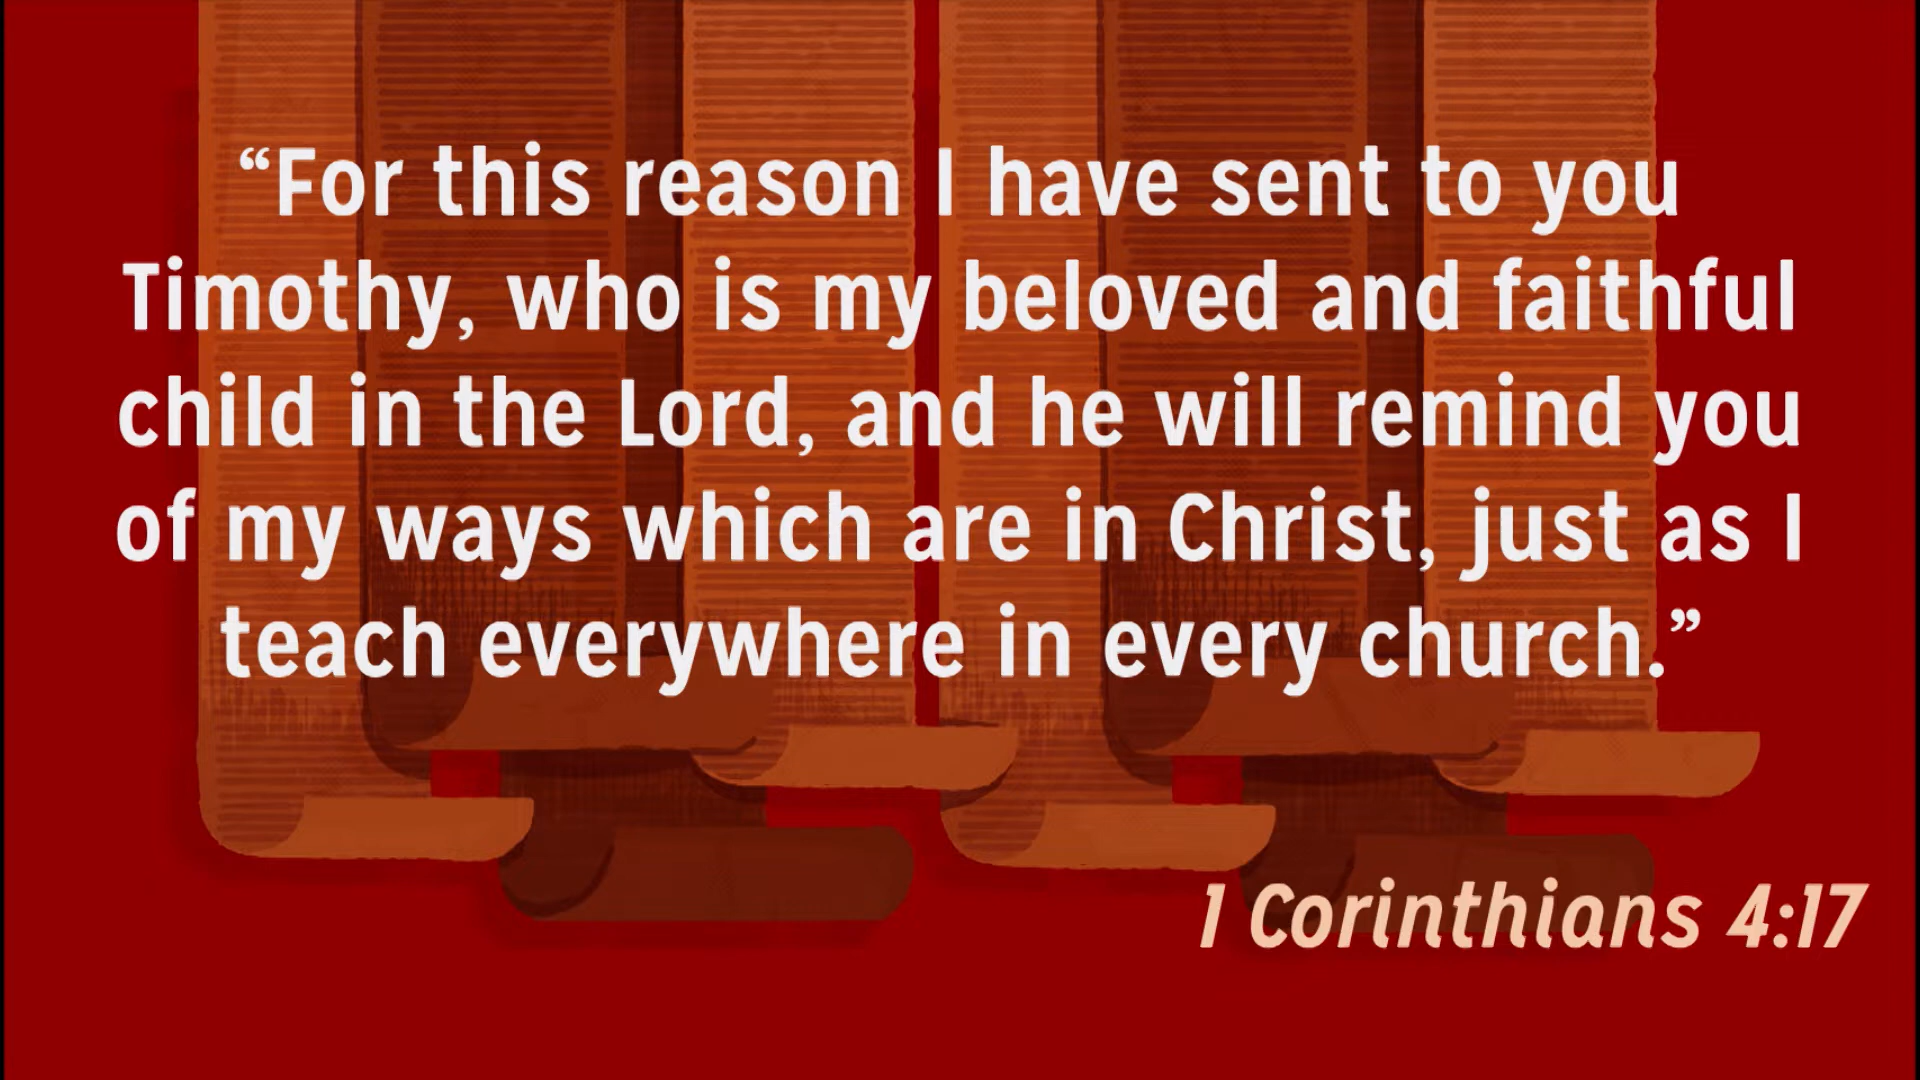 “For this reason I have sent to you
Timothy, who is my beloved and faithful
child in the Lord, and he will remind you
of my ways which are in Christ, just as I
teach everywhere in every church.”
1 Corinthians 4:17